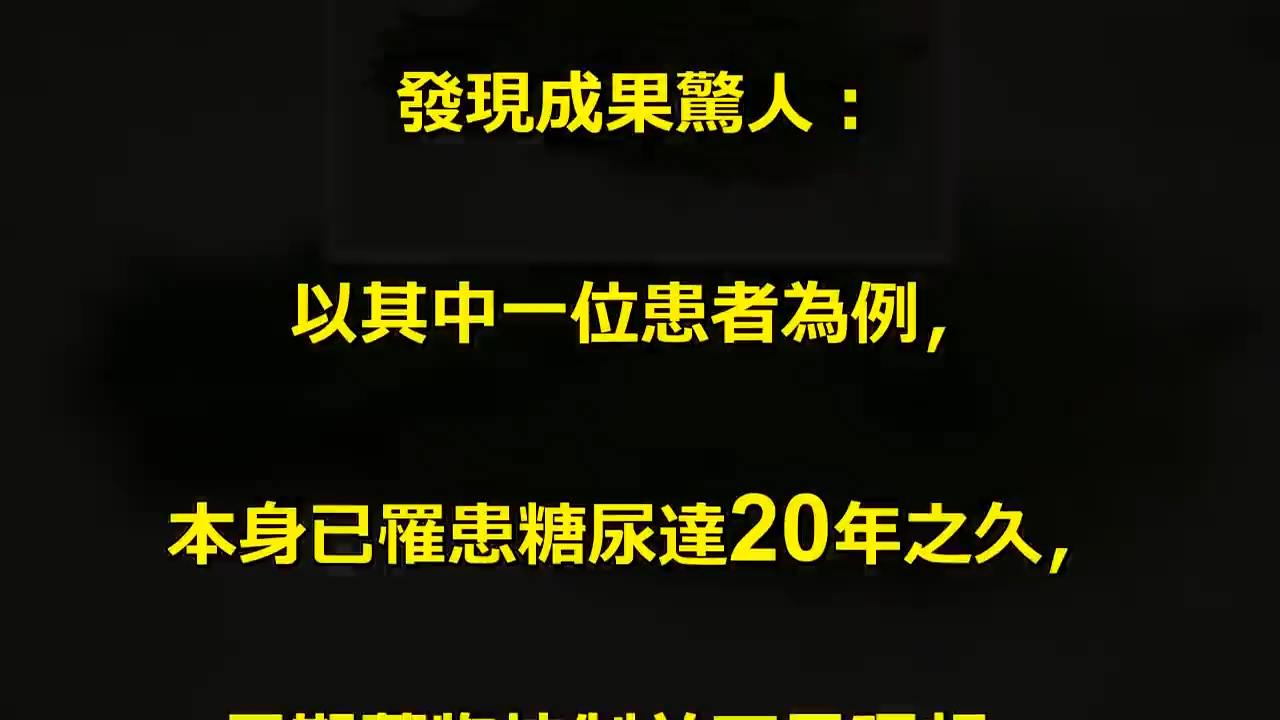 發現成果驚人：
以其中一位患者為例，
本身已罹患糖尿達20年之久，